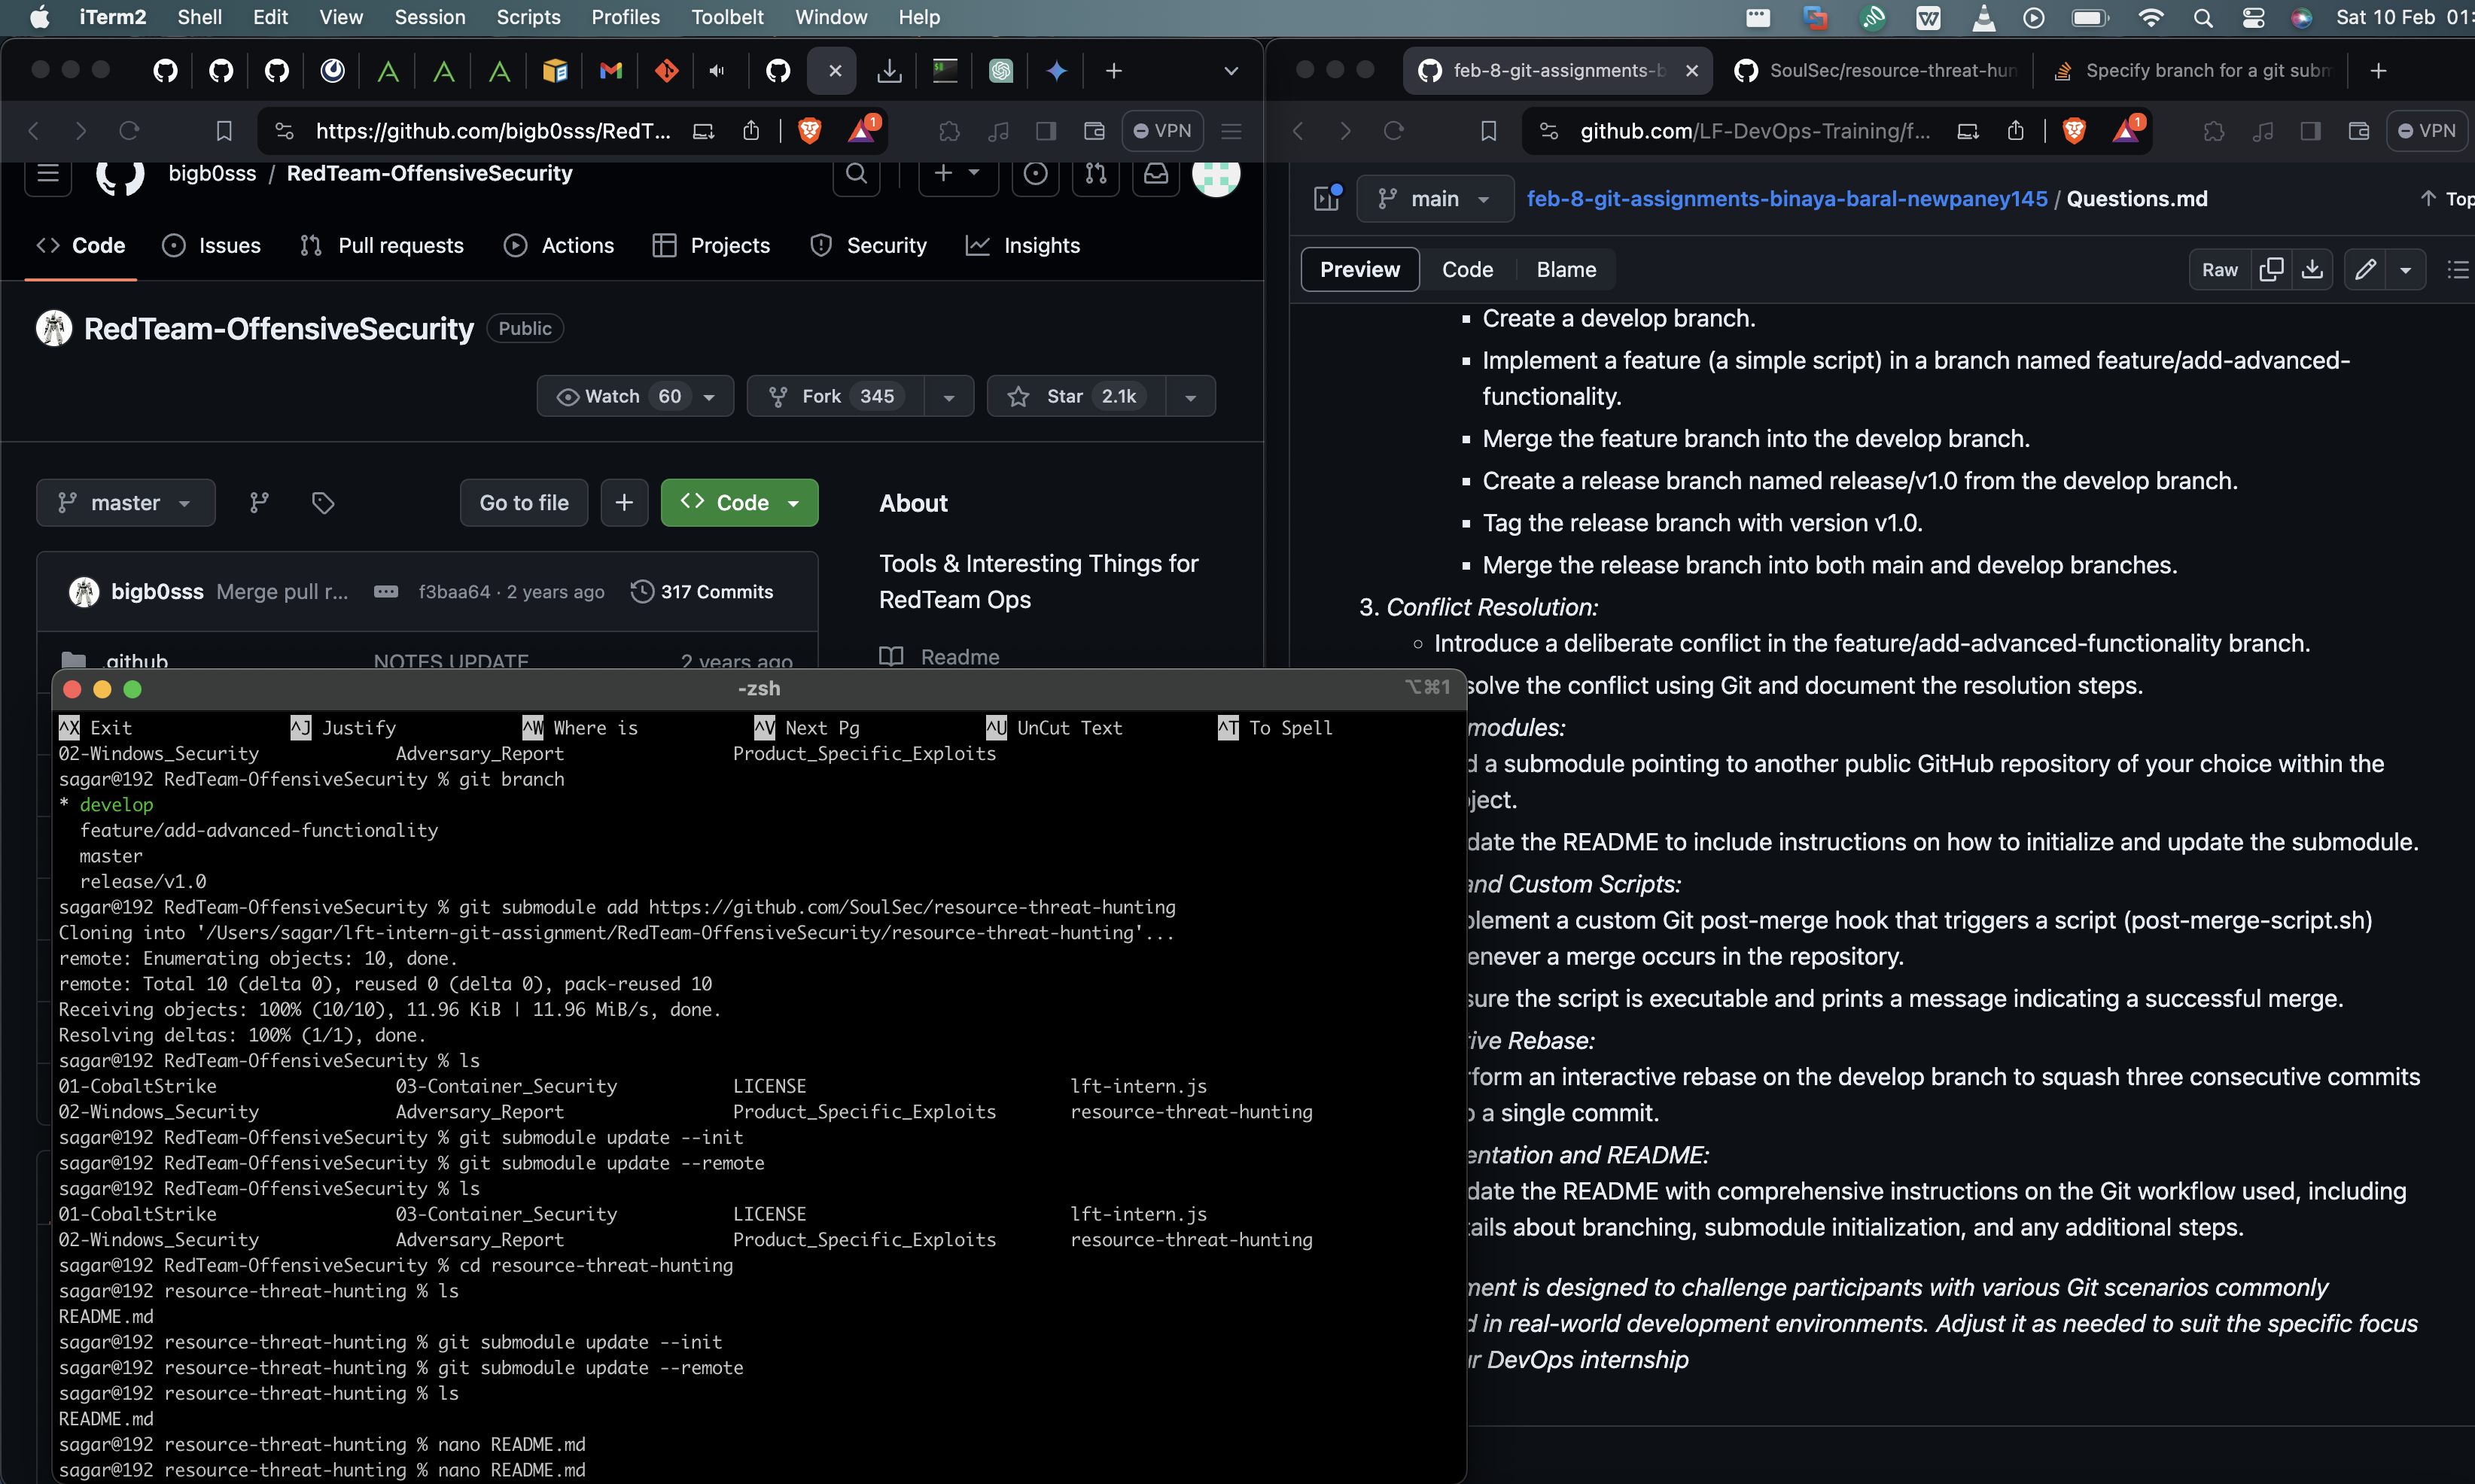 iTerm2 Shell Edit View Session Scripts Profiles Toolbelt Window Help Sat 10 Feb 01:
feb-8-git-assignments-b SoulSec/resource-threat-hun Specify branch for a git subm
https://github.com/bigb0sss/RedT... 1 VPN
github.com/LF-DevOps-Training/f... 1 VPN
bigb0sss / RedTeam-OffensiveSecurity
Code Issues Pull requests Actions Projects Security Insights
RedTeam-OffensiveSecurity Public
Watch 60 Fork 345 Star 2.1k
master Go to file Code
bigb0sss Merge pull r... f3baa64 · 2 years ago 317 Commits
.github NOTES UPDATE 2 years ago
About
Tools & Interesting Things for
RedTeam Ops
Readme
main feb-8-git-assignments-binaya-baral-newpaney145 / Questions.md Top
Preview Code Blame Raw
Create a develop branch.
Implement a feature (a simple script) in a branch named feature/add-advanced-
functionality.
Merge the feature branch into the develop branch.
Create a release branch named release/v1.0 from the develop branch.
Tag the release branch with version v1.0.
Merge the release branch into both main and develop branches.
3. Conflict Resolution:
Introduce a deliberate conflict in the feature/add-advanced-functionality branch.
solve the conflict using Git and document the resolution steps.
modules:
d a submodule pointing to another public GitHub repository of your choice within the
ject.
date the README to include instructions on how to initialize and update the submodule.
and Custom Scripts:
plement a custom Git post-merge hook that triggers a script (post-merge-script.sh)
enever a merge occurs in the repository.
sure the script is executable and prints a message indicating a successful merge.
ive Rebase:
rform an interactive rebase on the develop branch to squash three consecutive commits
o a single commit.
entation and README:
date the README with comprehensive instructions on the Git workflow used, including
ails about branching, submodule initialization, and any additional steps.
ment is designed to challenge participants with various Git scenarios commonly
d in real-world development environments. Adjust it as needed to suit the specific focus
ur DevOps internship
-zsh ⌥⌘1
^X Exit ^J Justify ^W Where is ^V Next Pg ^U UnCut Text ^T To Spell
02-Windows_Security Adversary_Report Product_Specific_Exploits
sagar@192 RedTeam-OffensiveSecurity % git branch
* develop
feature/add-advanced-functionality
master
release/v1.0
sagar@192 RedTeam-OffensiveSecurity % git submodule add https://github.com/SoulSec/resource-threat-hunting
Cloning into '/Users/sagar/lft-intern-git-assignment/RedTeam-OffensiveSecurity/resource-threat-hunting'...
remote: Enumerating objects: 10, done.
remote: Total 10 (delta 0), reused 0 (delta 0), pack-reused 10
Receiving objects: 100% (10/10), 11.96 KiB | 11.96 MiB/s, done.
Resolving deltas: 100% (1/1), done.
sagar@192 RedTeam-OffensiveSecurity % ls
01-CobaltStrike 03-Container_Security LICENSE lft-intern.js
02-Windows_Security Adversary_Report Product_Specific_Exploits resource-threat-hunting
sagar@192 RedTeam-OffensiveSecurity % git submodule update --init
sagar@192 RedTeam-OffensiveSecurity % git submodule update --remote
sagar@192 RedTeam-OffensiveSecurity % ls
01-CobaltStrike 03-Container_Security LICENSE lft-intern.js
02-Windows_Security Adversary_Report Product_Specific_Exploits resource-threat-hunting
sagar@192 RedTeam-OffensiveSecurity % cd resource-threat-hunting
sagar@192 resource-threat-hunting % ls
README.md
sagar@192 resource-threat-hunting % git submodule update --init
sagar@192 resource-threat-hunting % git submodule update --remote
sagar@192 resource-threat-hunting % ls
README.md
sagar@192 resource-threat-hunting % nano README.md
sagar@192 resource-threat-hunting % nano README.md